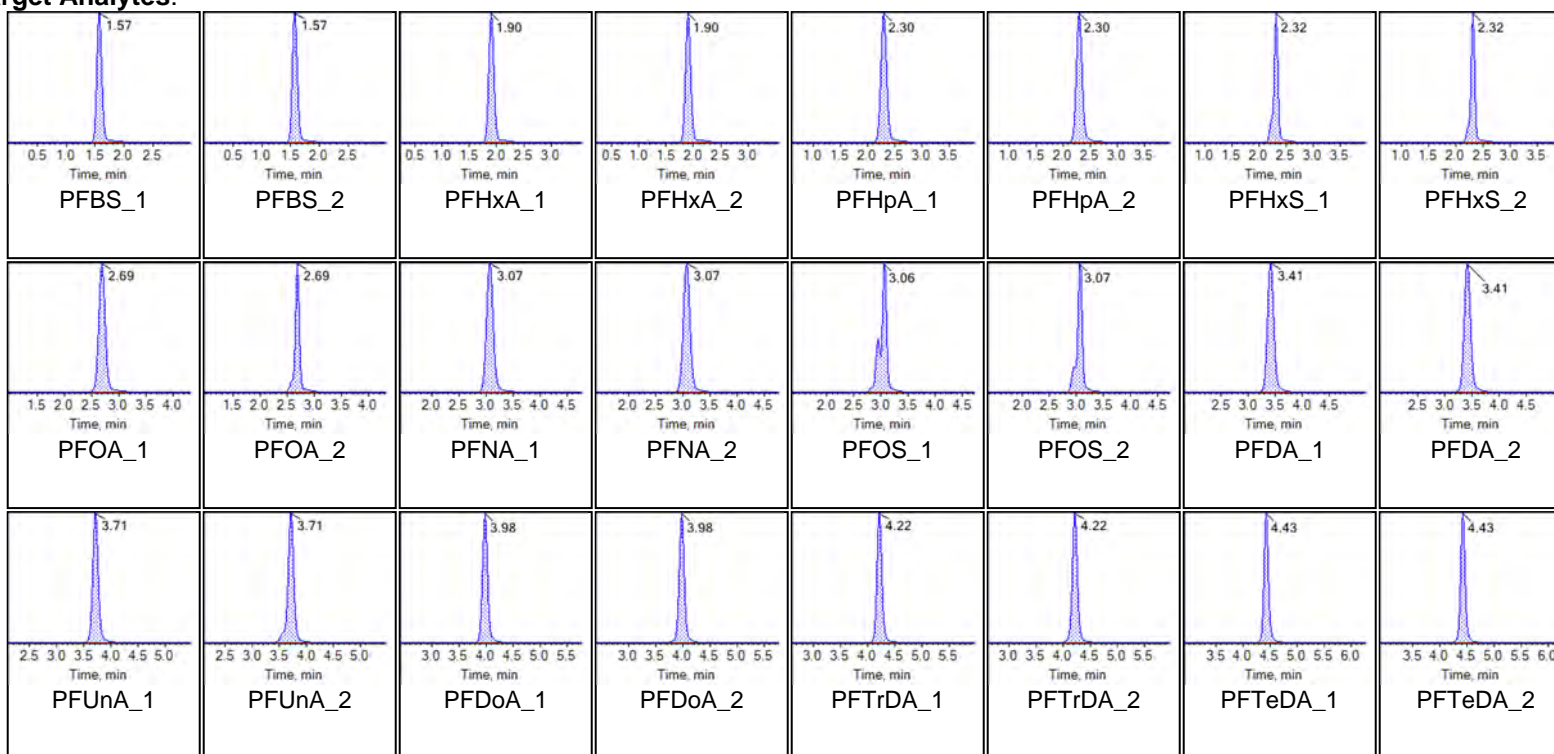 rget Analytes:
1.57 1.57 1.90 1.90 2.30 2.30 2.32 2.32
0.5 1.0 1.5 2.0 2.5 0.5 1.0 1.5 2.0 2.5 0.5 1.0 1.5 2.0 2.5 3.0 0.5 1.0 1.5 2.0 2.5 3.0 1.0 1.5 2.0 2.5 3.0 3.5 1.0 1.5 2.0 2.5 3.0 3.5 1.0 1.5 2.0 2.5 3.0 3.5 1.0 1.5 2.0 2.5 3.0 3.5
Time, min Time, min Time, min Time, min Time, min Time, min Time, min Time, min
PFBS_1 PFBS_2 PFHxA_1 PFHxA_2 PFHpA_1 PFHpA_2 PFHxS_1 PFHxS_2
2.69 2.69 3.07 3.07 3.06 3.07 3.41 3.41
1.5 2.0 2.5 3.0 3.5 4.0 1.5 2.0 2.5 3.0 3.5 4.0 2.0 2.5 3.0 3.5 4.0 4.5 2.0 2.5 3.0 3.5 4.0 4.5 2.0 2.5 3.0 3.5 4.0 4.5 2.0 2.5 3.0 3.5 4.0 4.5 2.5 3.0 3.5 4.0 4.5 2.5 3.0 3.5 4.0 4.5
Time, min Time, min Time, min Time, min Time, min Time, min Time, min Time, min
PFOA_1 PFOA_2 PFNA_1 PFNA_2 PFOS_1 PFOS_2 PFDA_1 PFDA_2
3.71 3.71 3.98 3.98 4.22 4.22 4.43 4.43
2.5 3.0 3.5 4.0 4.5 5.0 2.5 3.0 3.5 4.0 4.5 5.0 3.0 3.5 4.0 4.5 5.0 5.5 3.0 3.5 4.0 4.5 5.0 5.5 3.0 3.5 4.0 4.5 5.0 5.5 3.0 3.5 4.0 4.5 5.0 5.5 3.5 4.0 4.5 5.0 5.5 6.0 3.5 4.0 4.5 5.0 5.5 6.0
Time, min Time, min Time, min Time, min Time, min Time, min Time, min Time, min
PFUnA_1 PFUnA_2 PFDoA_1 PFDoA_2 PFTrDA_1 PFTrDA_2 PFTeDA_1 PFTeDA_2